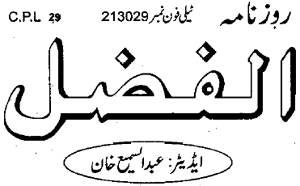 روزنامہ ٹیلی فون نمبر 213029 C.P.L 29
الفضل
ایڈیٹر: عبدالسمیع خان